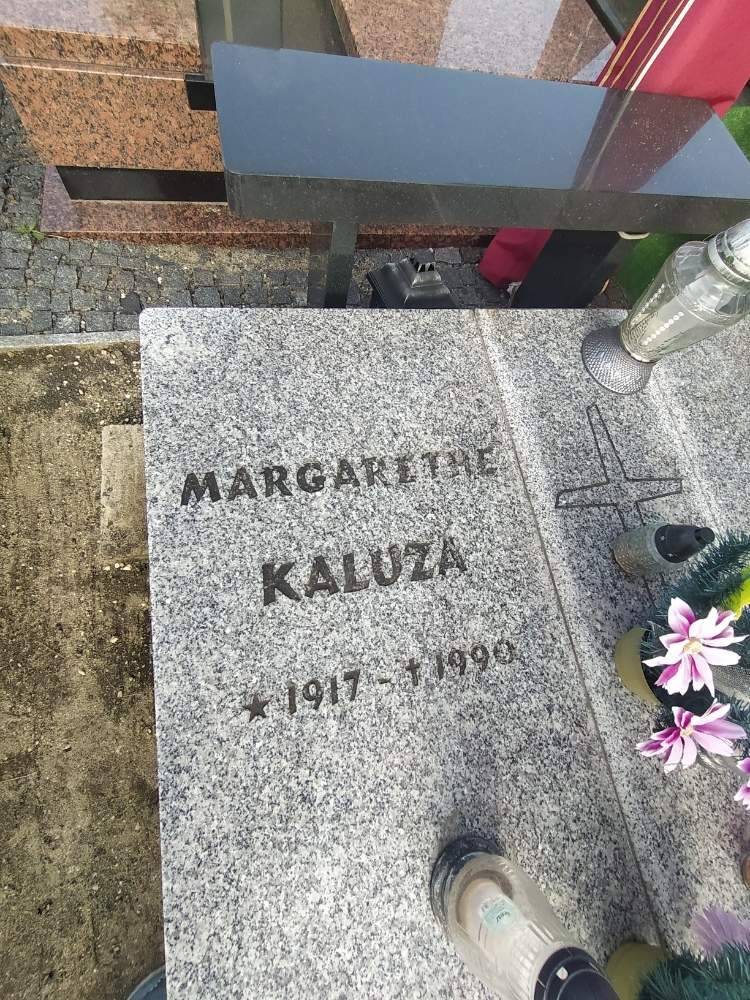 MARGARETHE
KALUZA
★ 1917 - † 1990